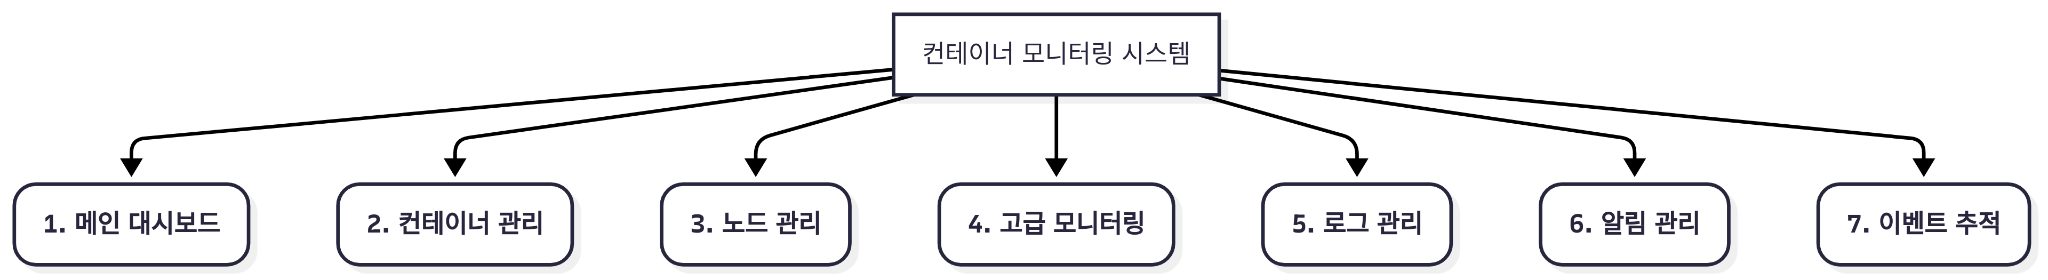 컨테이너 모니터링 시스템
1. 메인 대시보드
2. 컨테이너 관리
3. 노드 관리
4. 고급 모니터링
5. 로그 관리
6. 알림 관리
7. 이벤트 추적